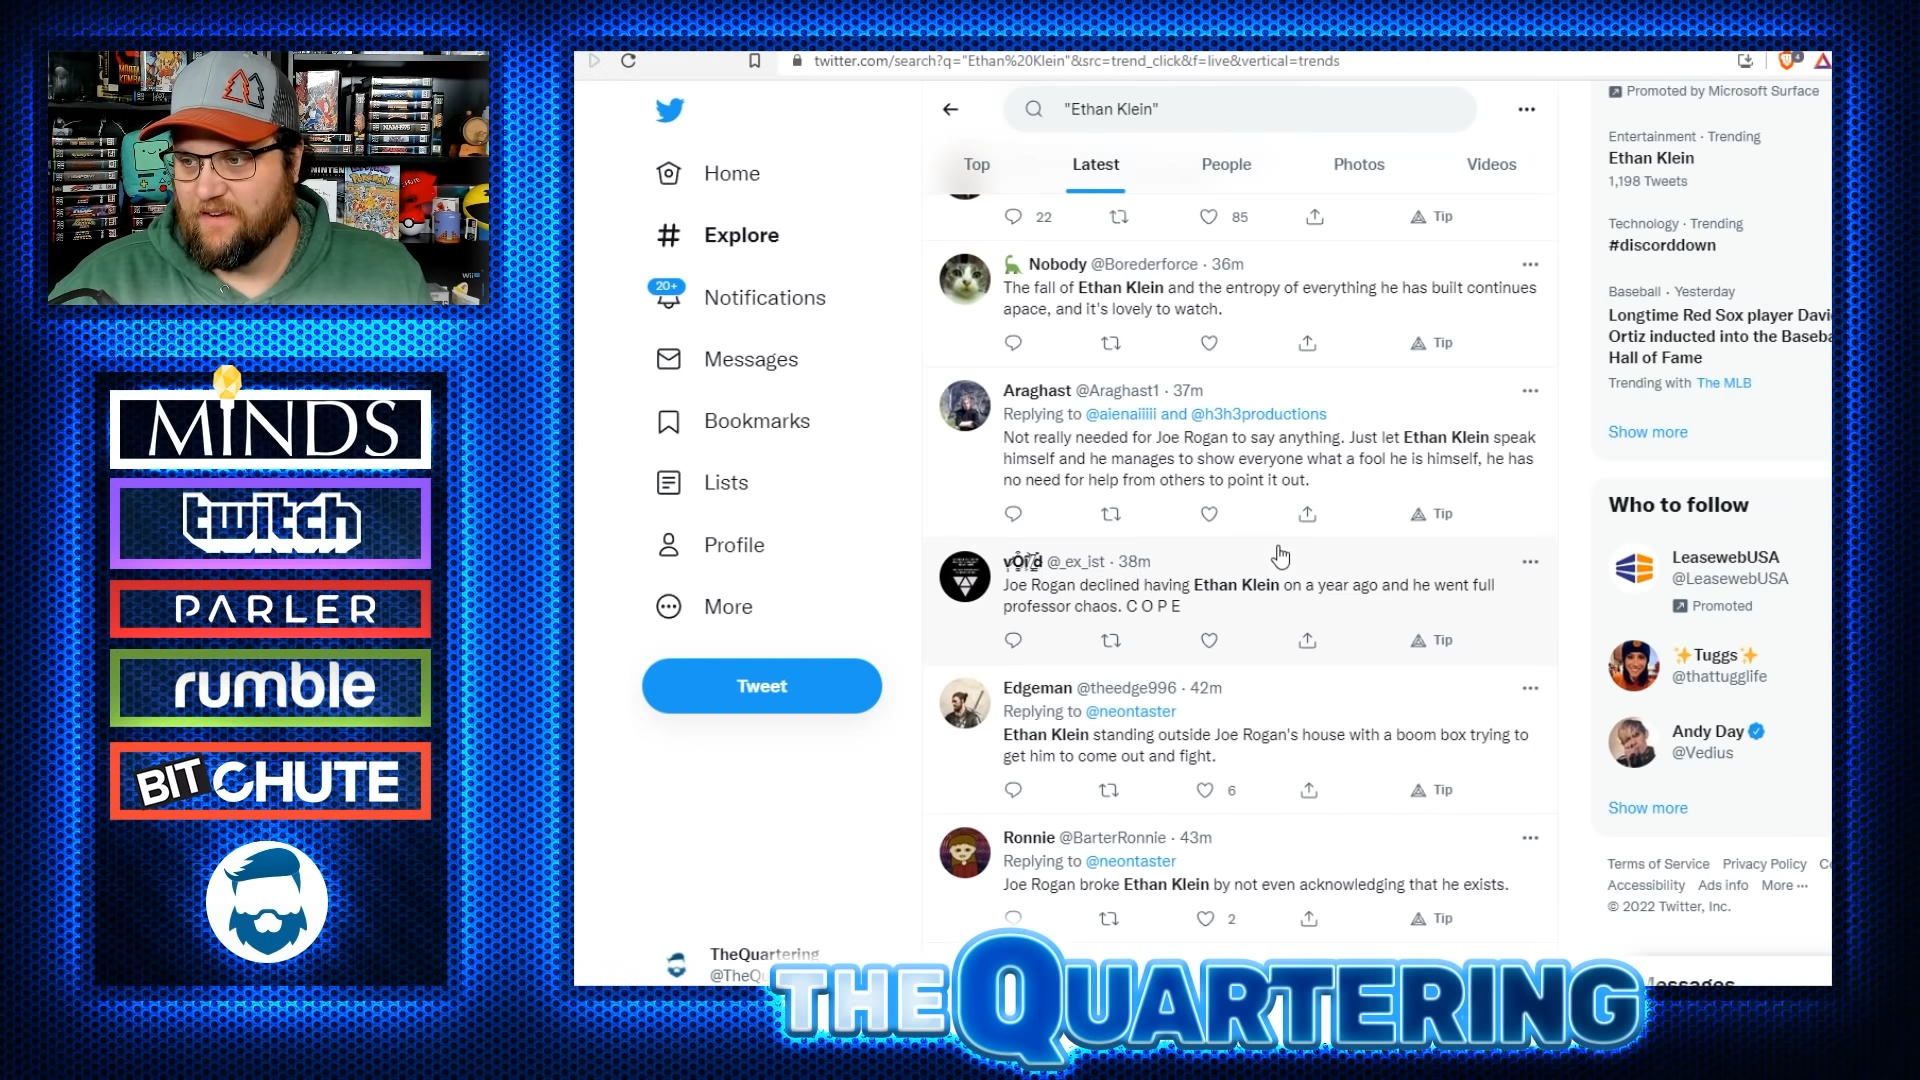 twitter.com/search?q="Ethan%20Klein"&src=trend_click&f=live&vertical=trends
MINDS
twitch
PARLER
rumble
BIT CHUTE
Home
Explore
20+
Notifications
Messages
Bookmarks
Lists
Profile
More
Tweet
TheQuartering
"Ethan Klein"
Top
Latest
People
Photos
Videos
22
85
Tip
Nobody @Borederforce · 36m
The fall of Ethan Klein and the entropy of everything he has built continues
apace, and it's lovely to watch.
Tip
Araghast @Araghast1 · 37m
Replying to @aienaiiiii and @h3h3productions
Not really needed for Joe Rogan to say anything. Just let Ethan Klein speak
himself and he manages to show everyone what a fool he is himself, he has
no need for help from others to point it out.
Tip
@_ex_ist · 38m
Joe Rogan declined having Ethan Klein on a year ago and he went full
professor chaos. C O P E
Tip
Edgeman @theedge996 · 42m
Replying to @neontaster
Ethan Klein standing outside Joe Rogan's house with a boom box trying to
get him to come out and fight.
6
Tip
Ronnie @BarterRonnie · 43m
Replying to @neontaster
Joe Rogan broke Ethan Klein by not even acknowledging that he exists.
2
Tip
Promoted by Microsoft Surface
Entertainment · Trending
Ethan Klein
1,198 Tweets
Technology · Trending
#discorddown
Baseball · Yesterday
Longtime Red Sox player Davi
Ortiz inducted into the Baseba
Hall of Fame
Trending with The MLB
Show more
Who to follow
LeasewebUSA
@LeasewebUSA
Promoted
Tuggs
@thattugglife
Andy Day
@Vedius
Show more
Terms of Service Privacy Policy
Accessibility Ads info More ···
© 2022 Twitter, Inc.
THE QUARTERING